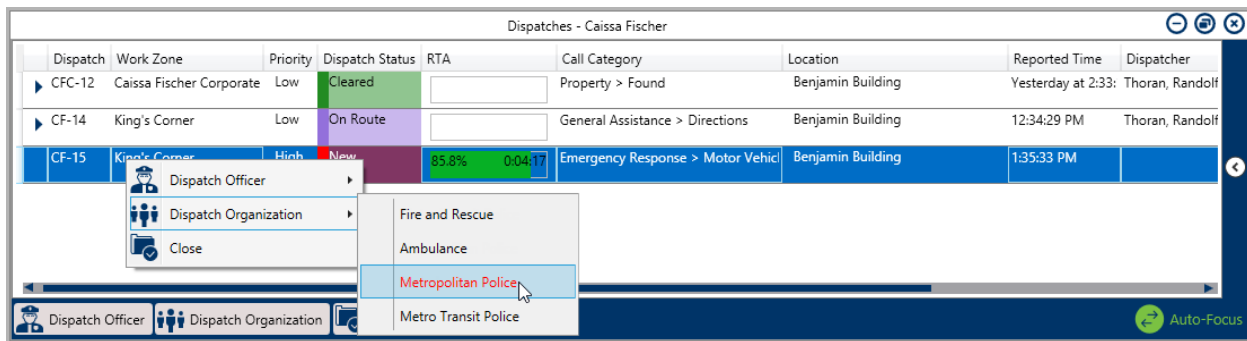 Dispatches - Caissa Fischer
Dispatch Work Zone Priority Dispatch Status RTA Call Category Location Reported Time Dispatcher
CFC-12 Caissa Fischer Corporate Low Cleared Property > Found Benjamin Building Yesterday at 2:33: Thoran, Randolf
CF-14 King's Corner Low On Route General Assistance > Directions Benjamin Building 12:34:29 PM Thoran, Randolf
CF-15 King's Corner High New 85.8% 0:04:17 Emergency Response > Motor Vehicl Benjamin Building 1:35:33 PM
Dispatch Officer
Dispatch Organization
Close
Fire and Rescue
Ambulance
Metropolitan Police
Metro Transit Police
Dispatch Officer Dispatch Organization Auto-Focus